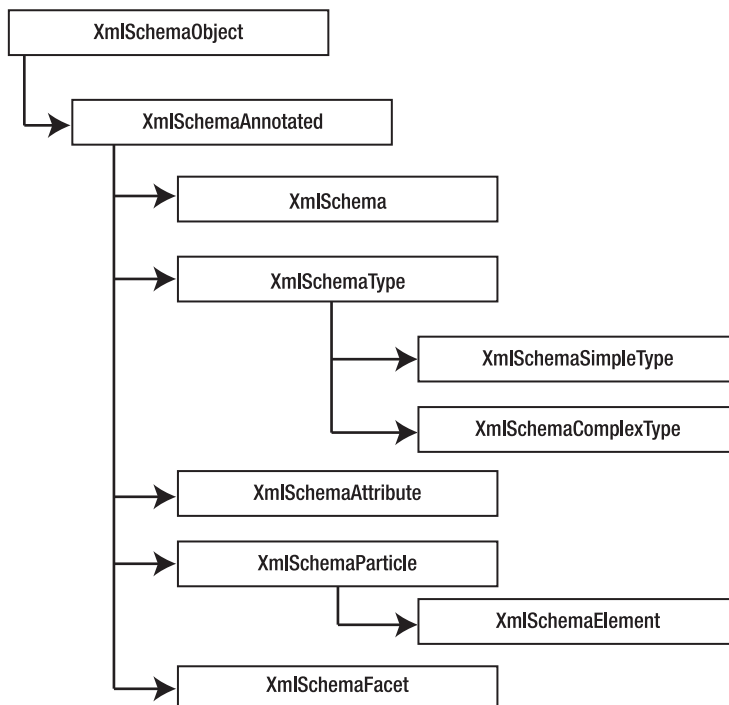 XmlSchemaObject
XmlSchemaAnnotated
XmlSchema
XmlSchemaType
XmlSchemaSimpleType
XmlSchemaComplexType
XmlSchemaAttribute
XmlSchemaParticle
XmlSchemaElement
XmlSchemaFacet